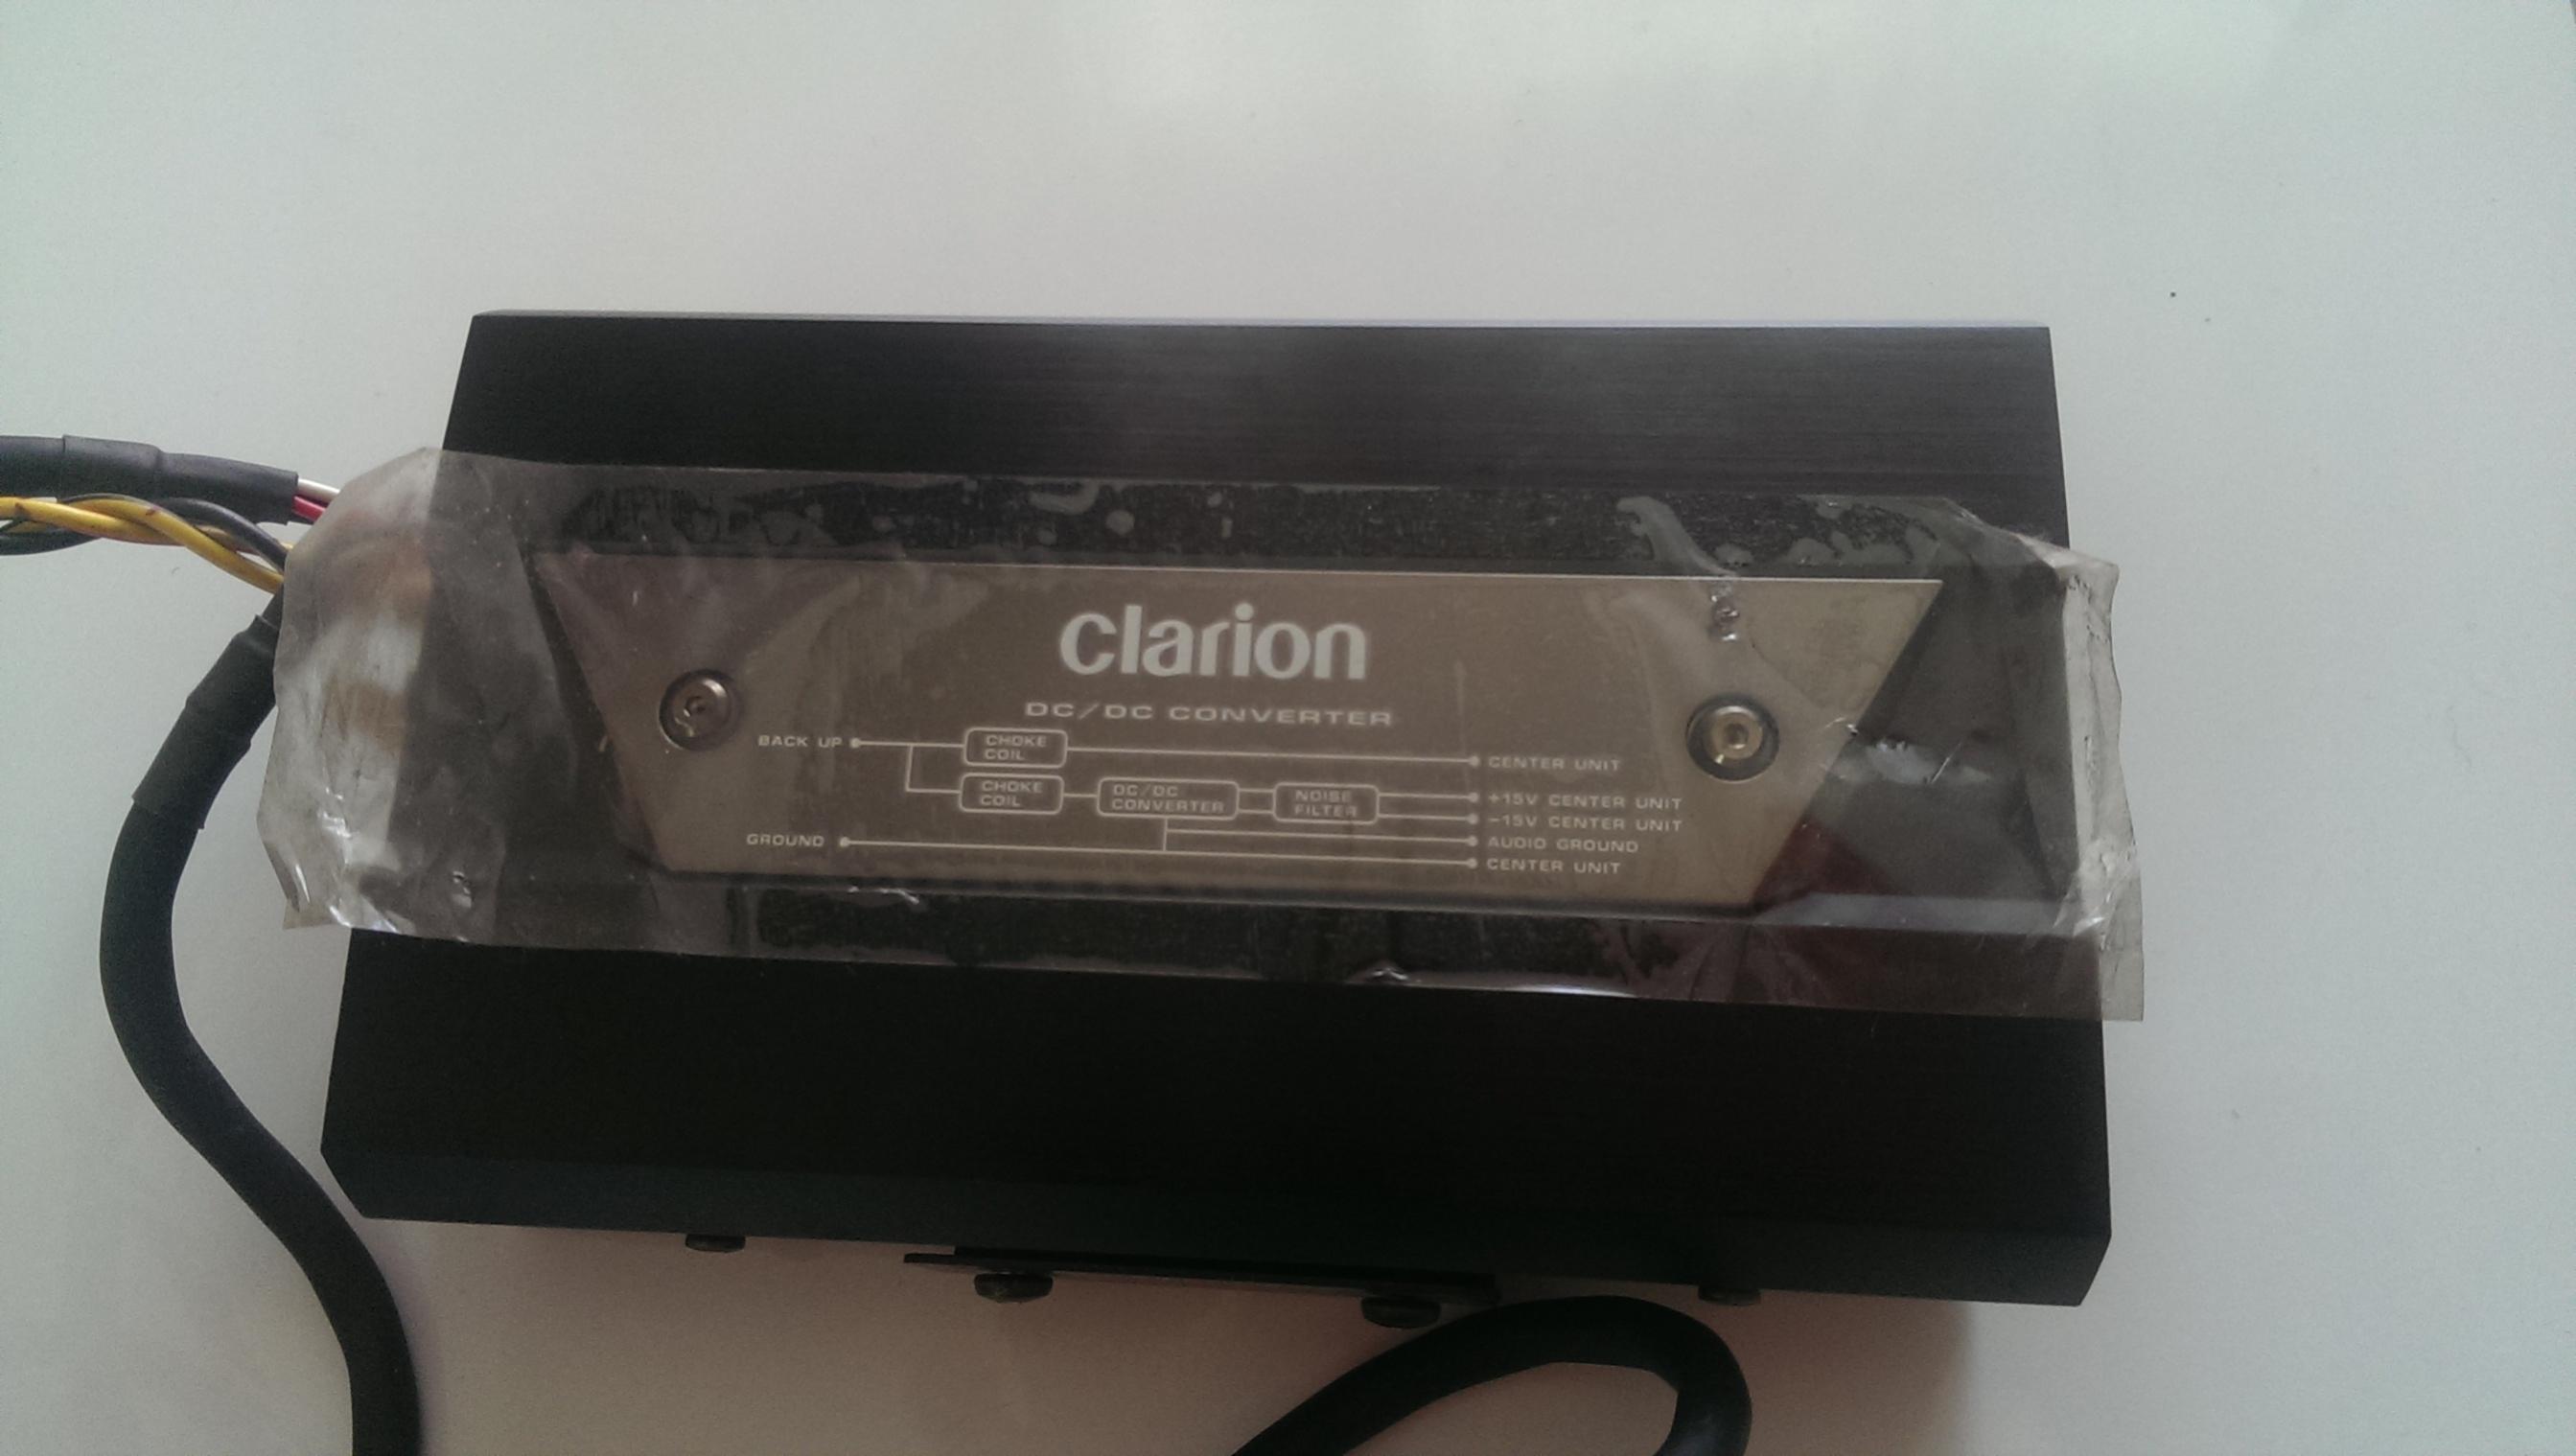 clarion
DC/DC CONVERTER
BACK UP
CHOKE
COIL
CENTER UNIT
CHOKE
COIL
DC/DC
CONVERTER
NOISE
FILTER
+15V CENTER UNIT
−15V CENTER UNIT
GROUND
AUDIO GROUND
CENTER UNIT